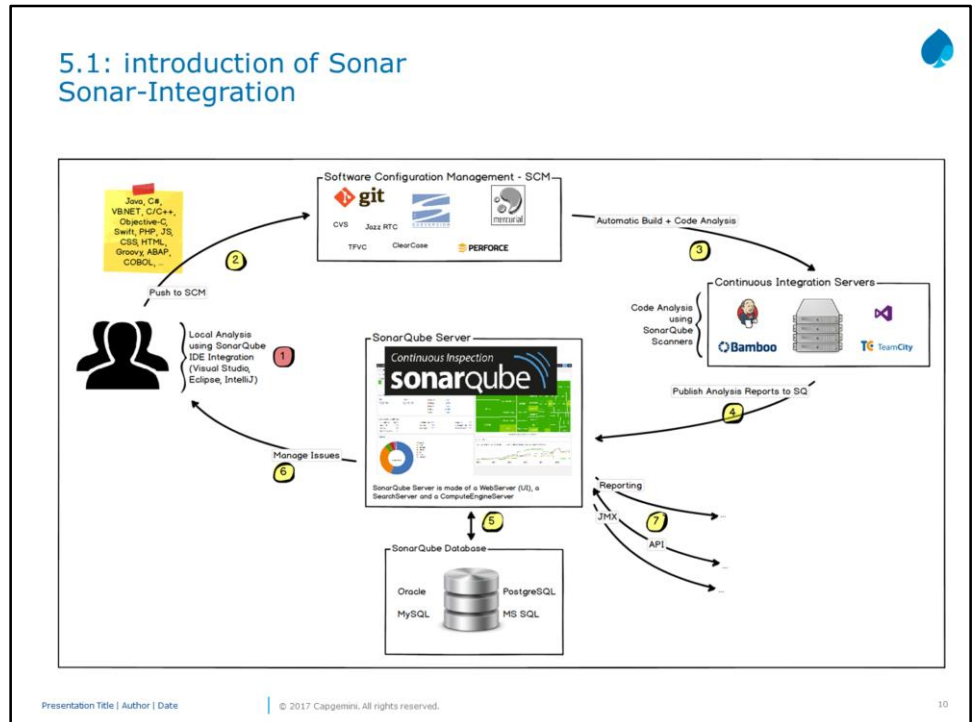 5.1: introduction of Sonar
Sonar-Integration
Java, C#,
VB.NET, C/C++,
Objective-C,
Swift, PHP, JS,
CSS, HTML,
Groovy, ABAP,
COBOL, ...
2
Push to SCM
Software Configuration Management - SCM
git
SUBVERSION
mercurial
CVS
Jazz RTC
TFVC
ClearCase
PERFORCE
Automatic Build + Code Analysis
3
Continuous Integration Servers
Code Analysis
using
SonarQube
Scanners
Bamboo
TC TeamCity
Local Analysis
using SonarQube
IDE Integration
(Visual Studio,
Eclipse, IntelliJ)
1
SonarQube Server
Continuous Inspection
sonarqube
SonarQube Server is made of a WebServer (UI), a
SearchServer and a ComputeEngineServer
Publish Analysis Reports to SQ
4
Manage Issues
6
5
Reporting
...
JMX
7
API
...
...
SonarQube Database
Oracle
PostgreSQL
MySQL
MS SQL
Presentation Title | Author | Date
© 2017 Capgemini. All rights reserved.
10